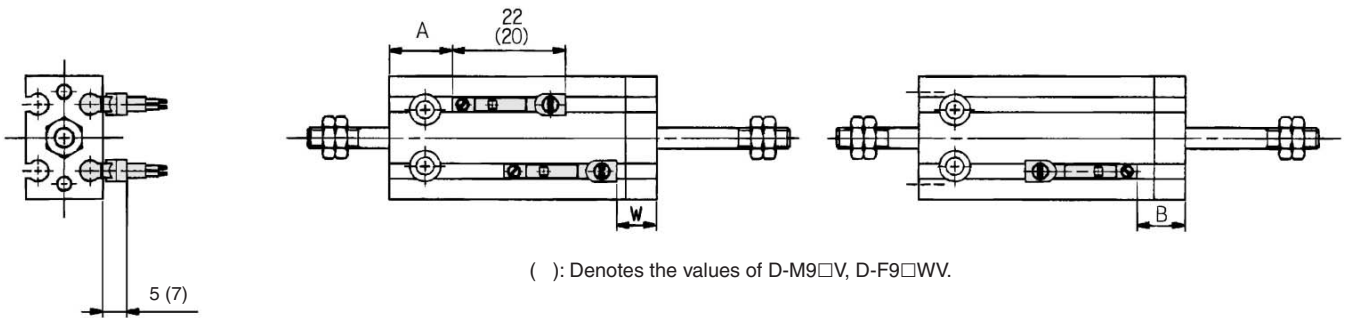 22
A
(20)
W
B
( ): Denotes the values of D-M9□V, D-F9□WV.
5 (7)